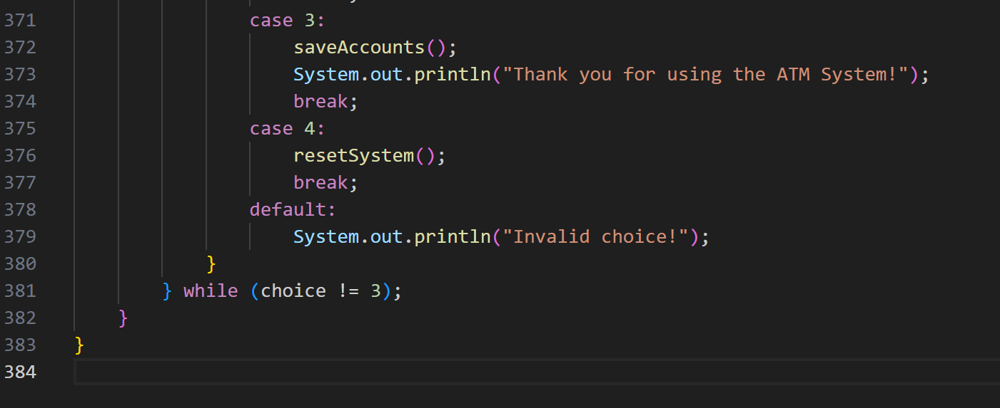 371 case 3:
372 saveAccounts();
373 System.out.println("Thank you for using the ATM System!");
374 break;
375 case 4:
376 resetSystem();
377 break;
378 default:
379 System.out.println("Invalid choice!");
380 }
381 } while (choice != 3);
382 }
383 }
384